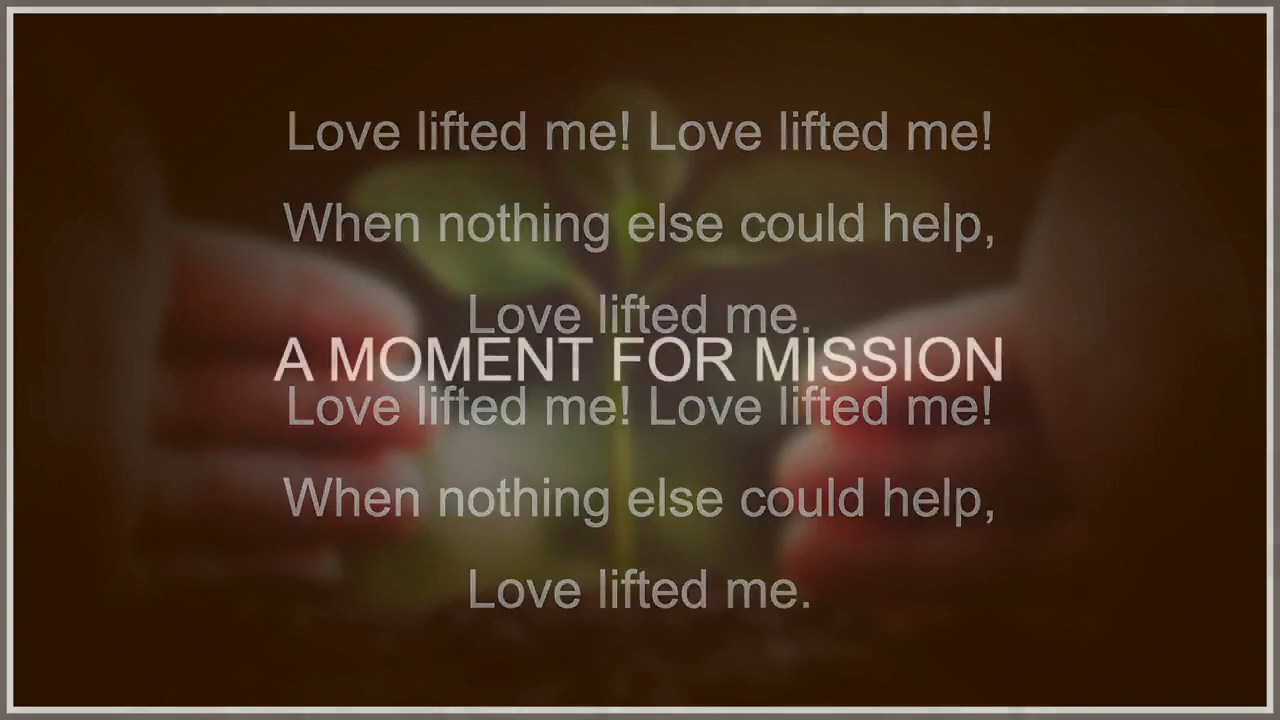 Love lifted me! Love lifted me!
When nothing else could help,
Love lifted me.
A MOMENT FOR MISSION
Love lifted me! Love lifted me!
When nothing else could help,
Love lifted me.